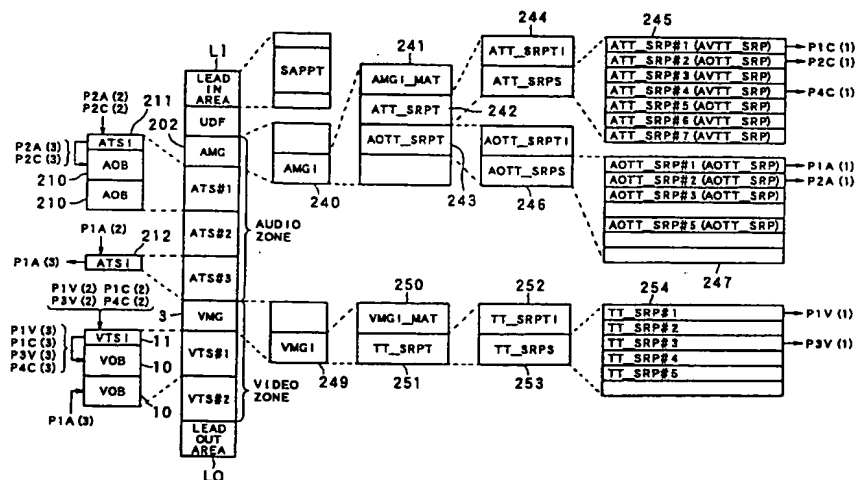 LI
LEAD
IN
AREA
UDF
202
AMG
ATS#1
ATS#2
ATS#3
3
VMG
VTS#1
VTS#2
LEAD
OUT
AREA
LO
AUDIO
ZONE
VIDEO
ZONE
P2A (2)
P2C (2)
211
P2A (3)
P2C (3)
ATSI
AOB
210
AOB
210
P1A (2)
212
P1A (3)
ATSI
P1V (2) P1C (2)
P3V (2) P4C (2)
P1V (3)
P1C (3)
P3V (3)
P4C (3)
VTSI
11
VOB
10
VOB
10
P1A (3)
SAPPT
AMGI
240
241
AMGI_MAT
ATT_SRPT
242
AOTT_SRPT
243
244
ATT_SRPTI
ATT_SRPS
AOTT_SRPTI
AOTT_SRPS
246
245
ATT_SRP#1 (AVTT_SRP)
P1C (1)
ATT_SRP#2 (AOTT_SRP)
P2C (1)
ATT_SRP#3 (AVTT_SRP)
ATT_SRP#4 (AVTT_SRP)
P4C (1)
ATT_SRP#5 (AOTT_SRP)
ATT_SRP#6 (AVTT_SRP)
ATT_SRP#7 (AVTT_SRP)
AOTT_SRP#1 (AOTT_SRP)
P1A (1)
AOTT_SRP#2 (AOTT_SRP)
P2A (1)
AOTT_SRP#3 (AOTT_SRP)
AOTT_SRP#5 (AOTT_SRP)
247
VMGI
249
250
VMGI_MAT
TT_SRPT
251
252
TT_SRPTI
TT_SRPS
253
254
TT_SRP#1
P1V (1)
TT_SRP#2
TT_SRP#3
P3V (1)
TT_SRP#4
TT_SRP#5